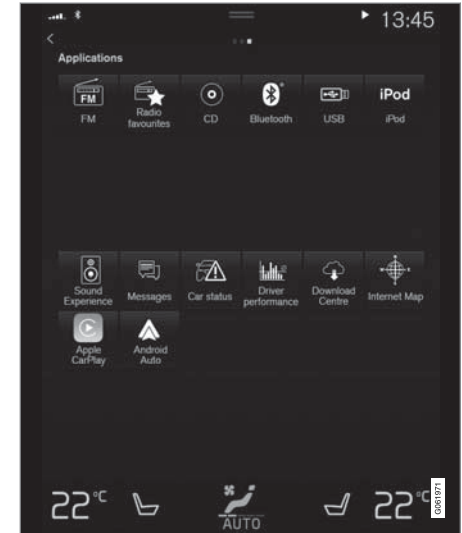 13:45
Applications
FM
iPod
FM
Radio
favourites
CD
Bluetooth
USB
iPod
Sound
Experience
Messages
Car status
Driver
performance
Download
Centre
Internet Map
Apple
CarPlay
Android
Auto
22°C
AUTO
22°C
G061971